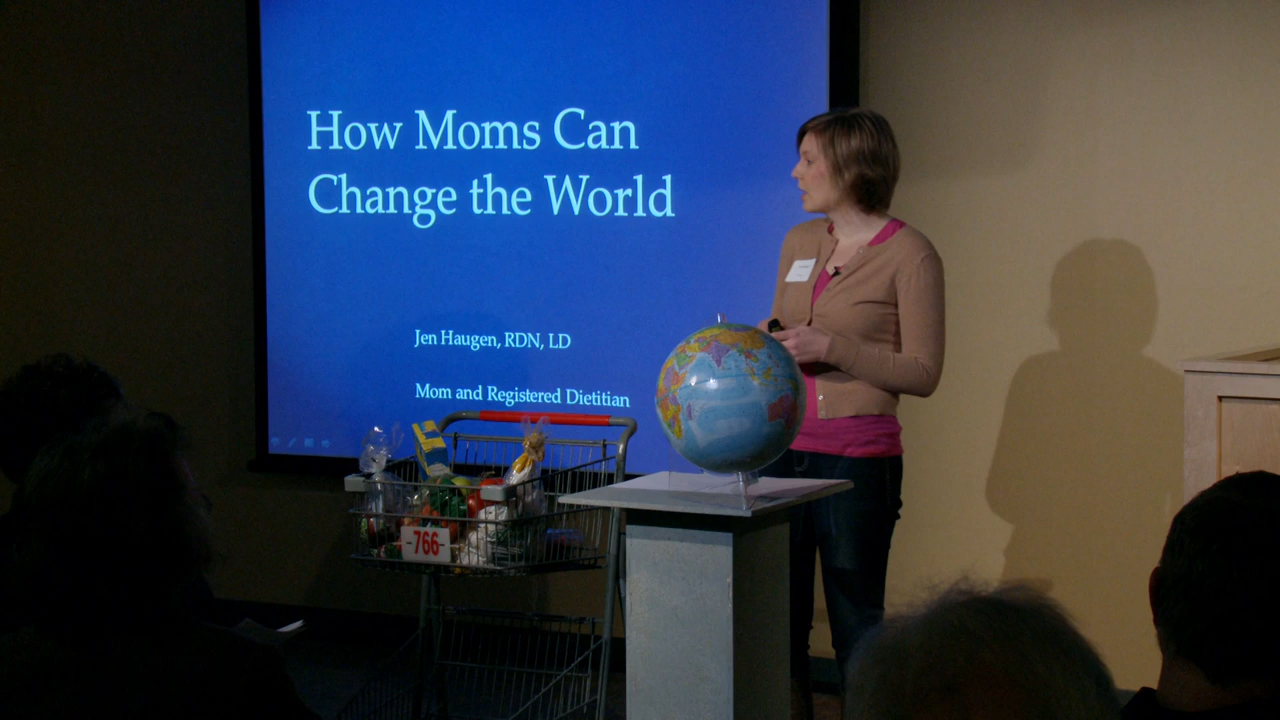 How Moms Can
Change the World
Jen Haugen, RDN, LD
Mom and Registered Dietitian
-766-